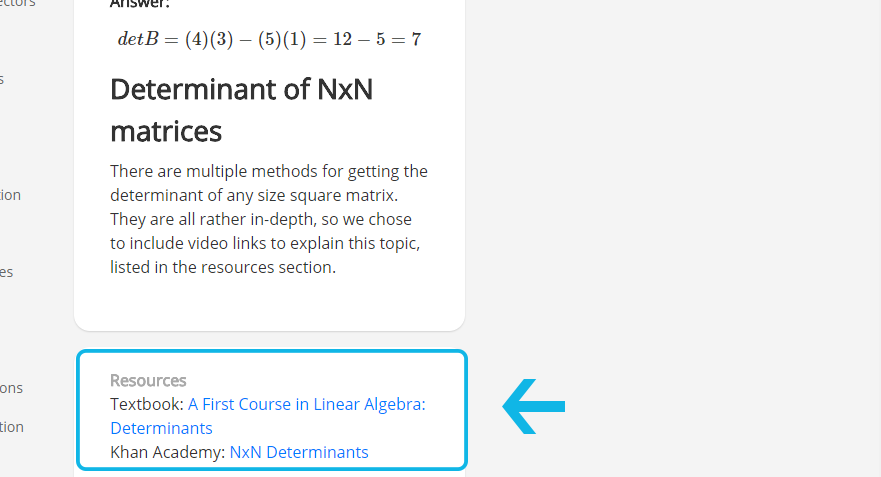 ectors
Answer:
detB = (4)(3) − (5)(1) = 12 − 5 = 7
s
Determinant of NxN
matrices
There are multiple methods for getting the
determinant of any size square matrix.
tion
They are all rather in-depth, so we chose
to include video links to explain this topic,
listed in the resources section.
es
Resources
ons
Textbook: A First Course in Linear Algebra:
Determinants
tion
Khan Academy: NxN Determinants